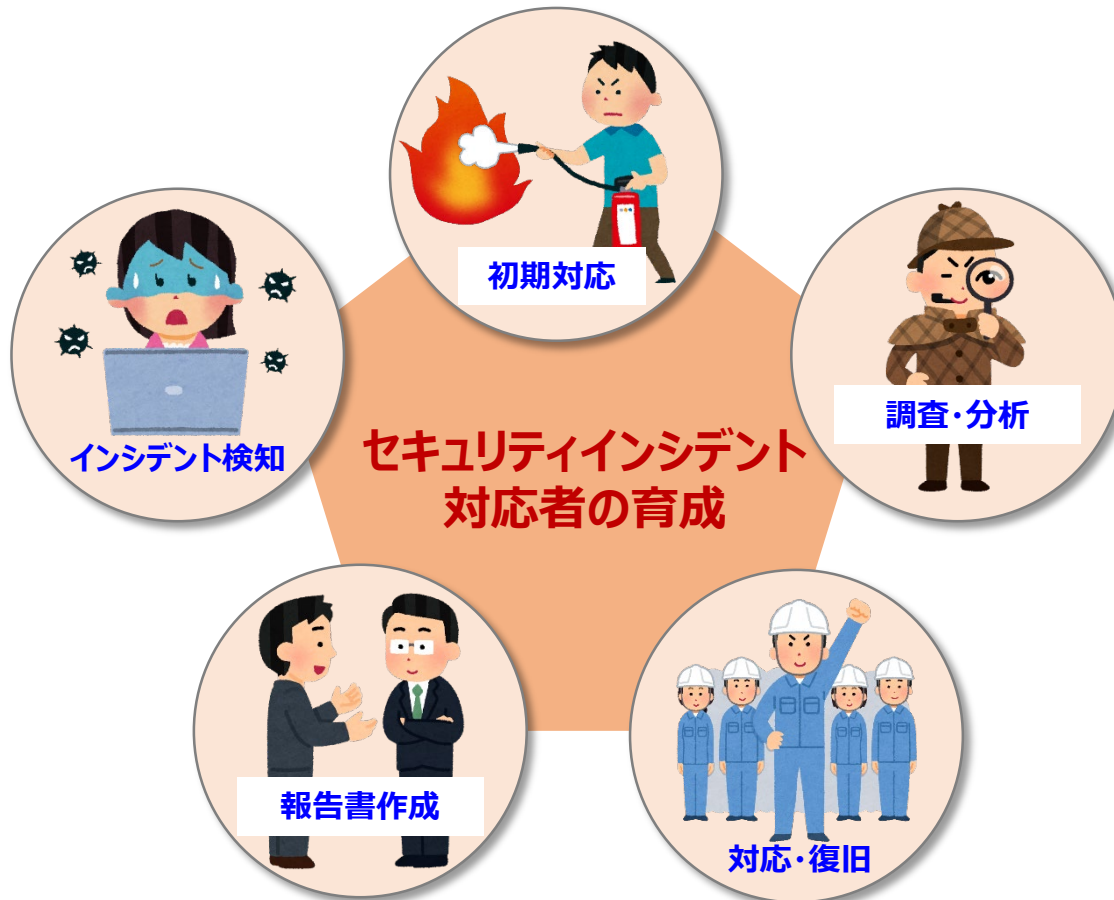 初期対応
インシデント検知
調査・分析
セキュリティインシデント
対応者の育成
報告書作成
対応・復旧